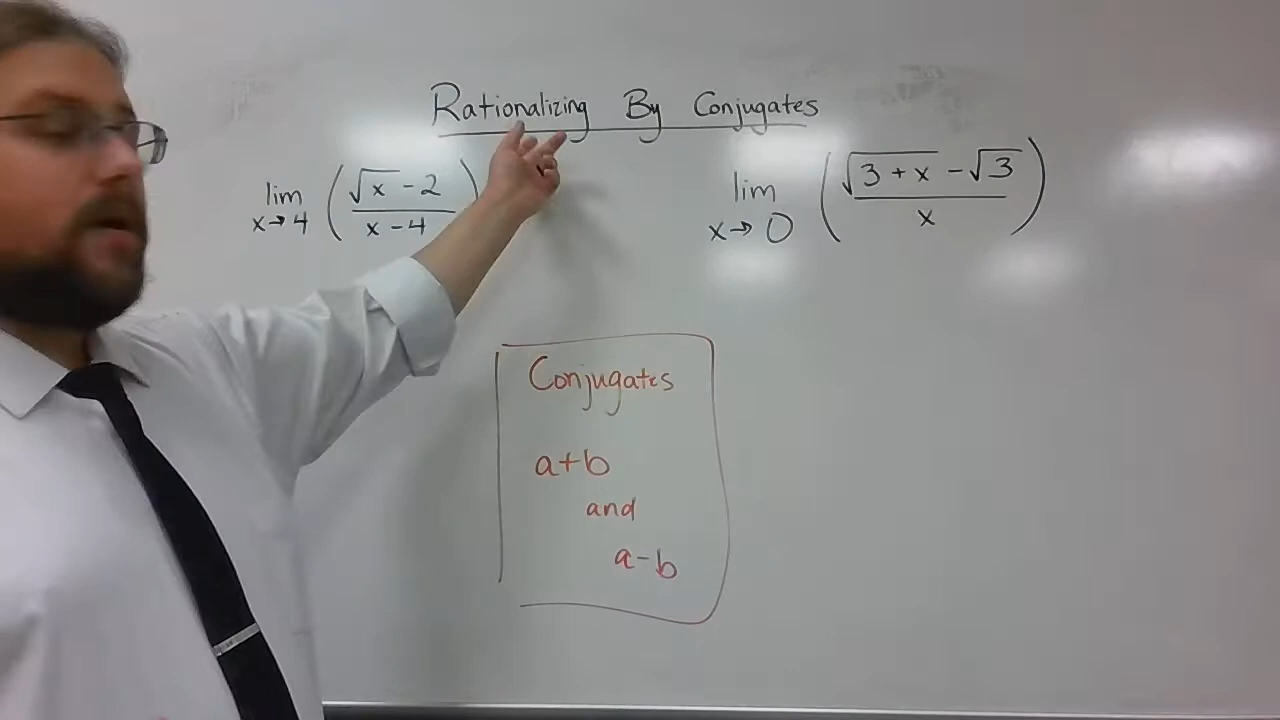 Rationalizing By Conjugates
lim x→4 (√x - 2 / x - 4)
lim x→0 (√3 + x - √3 / x)
Conjugates
a+b
and
a-b